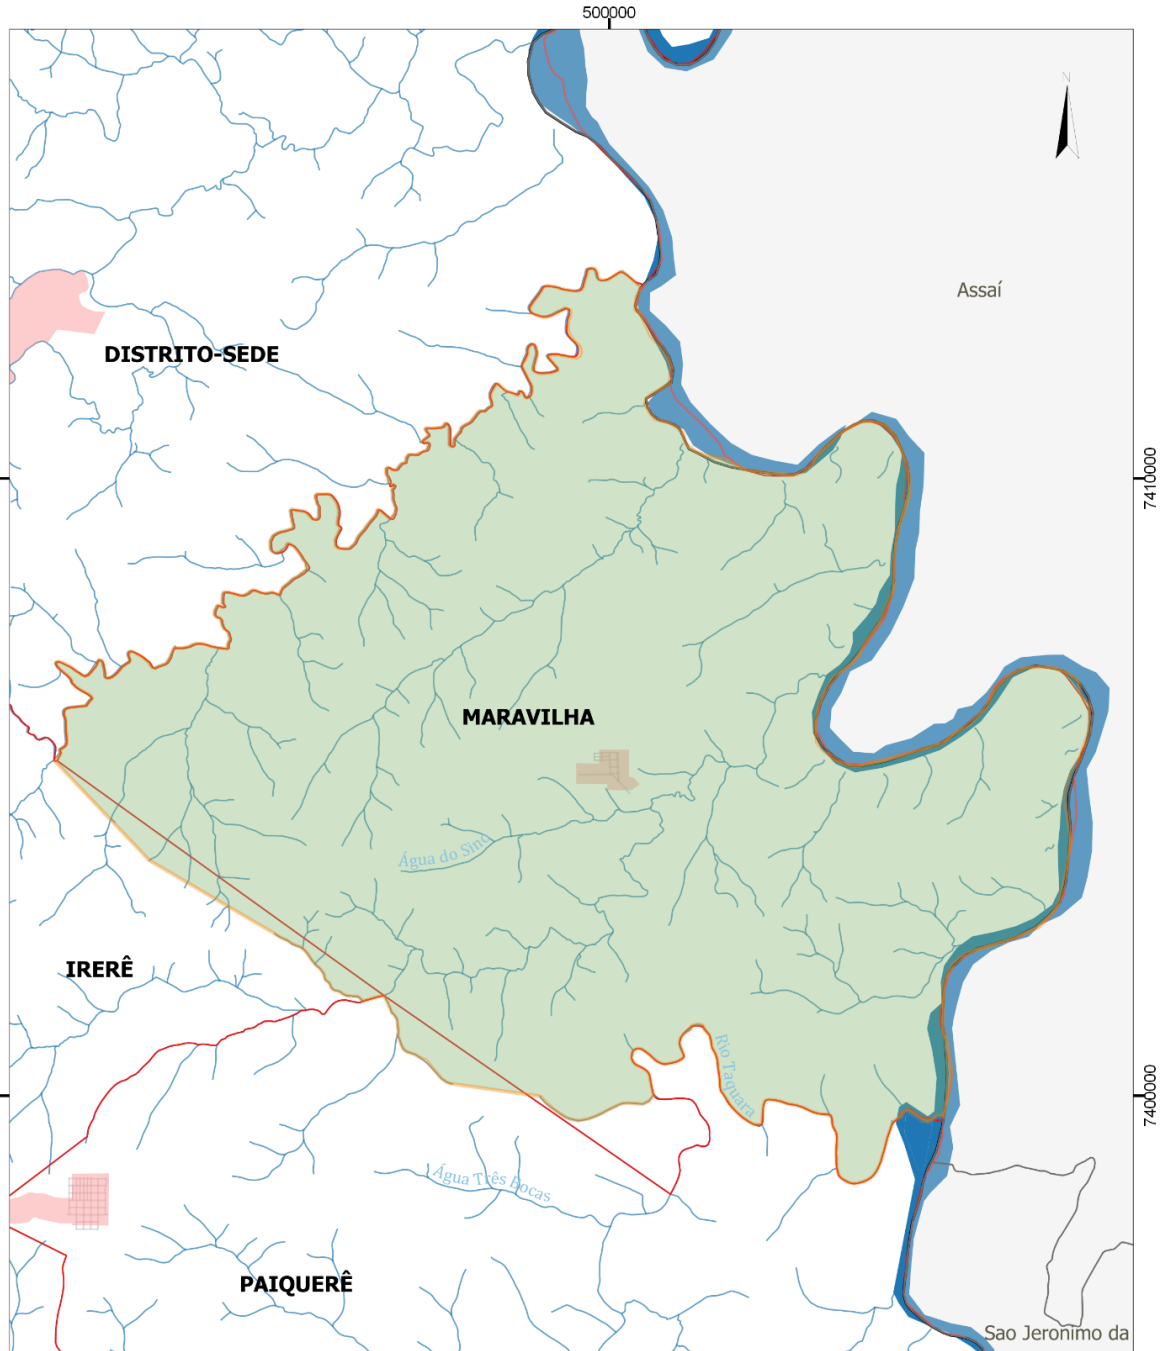 500000
N
Assaí
DISTRITO-SEDE
7410000
MARAVILHA
Água do Sino
IRERÊ
Rio Taquara
7400000
Água Três Bocas
PAIQUERÊ
Sao Jeronimo da